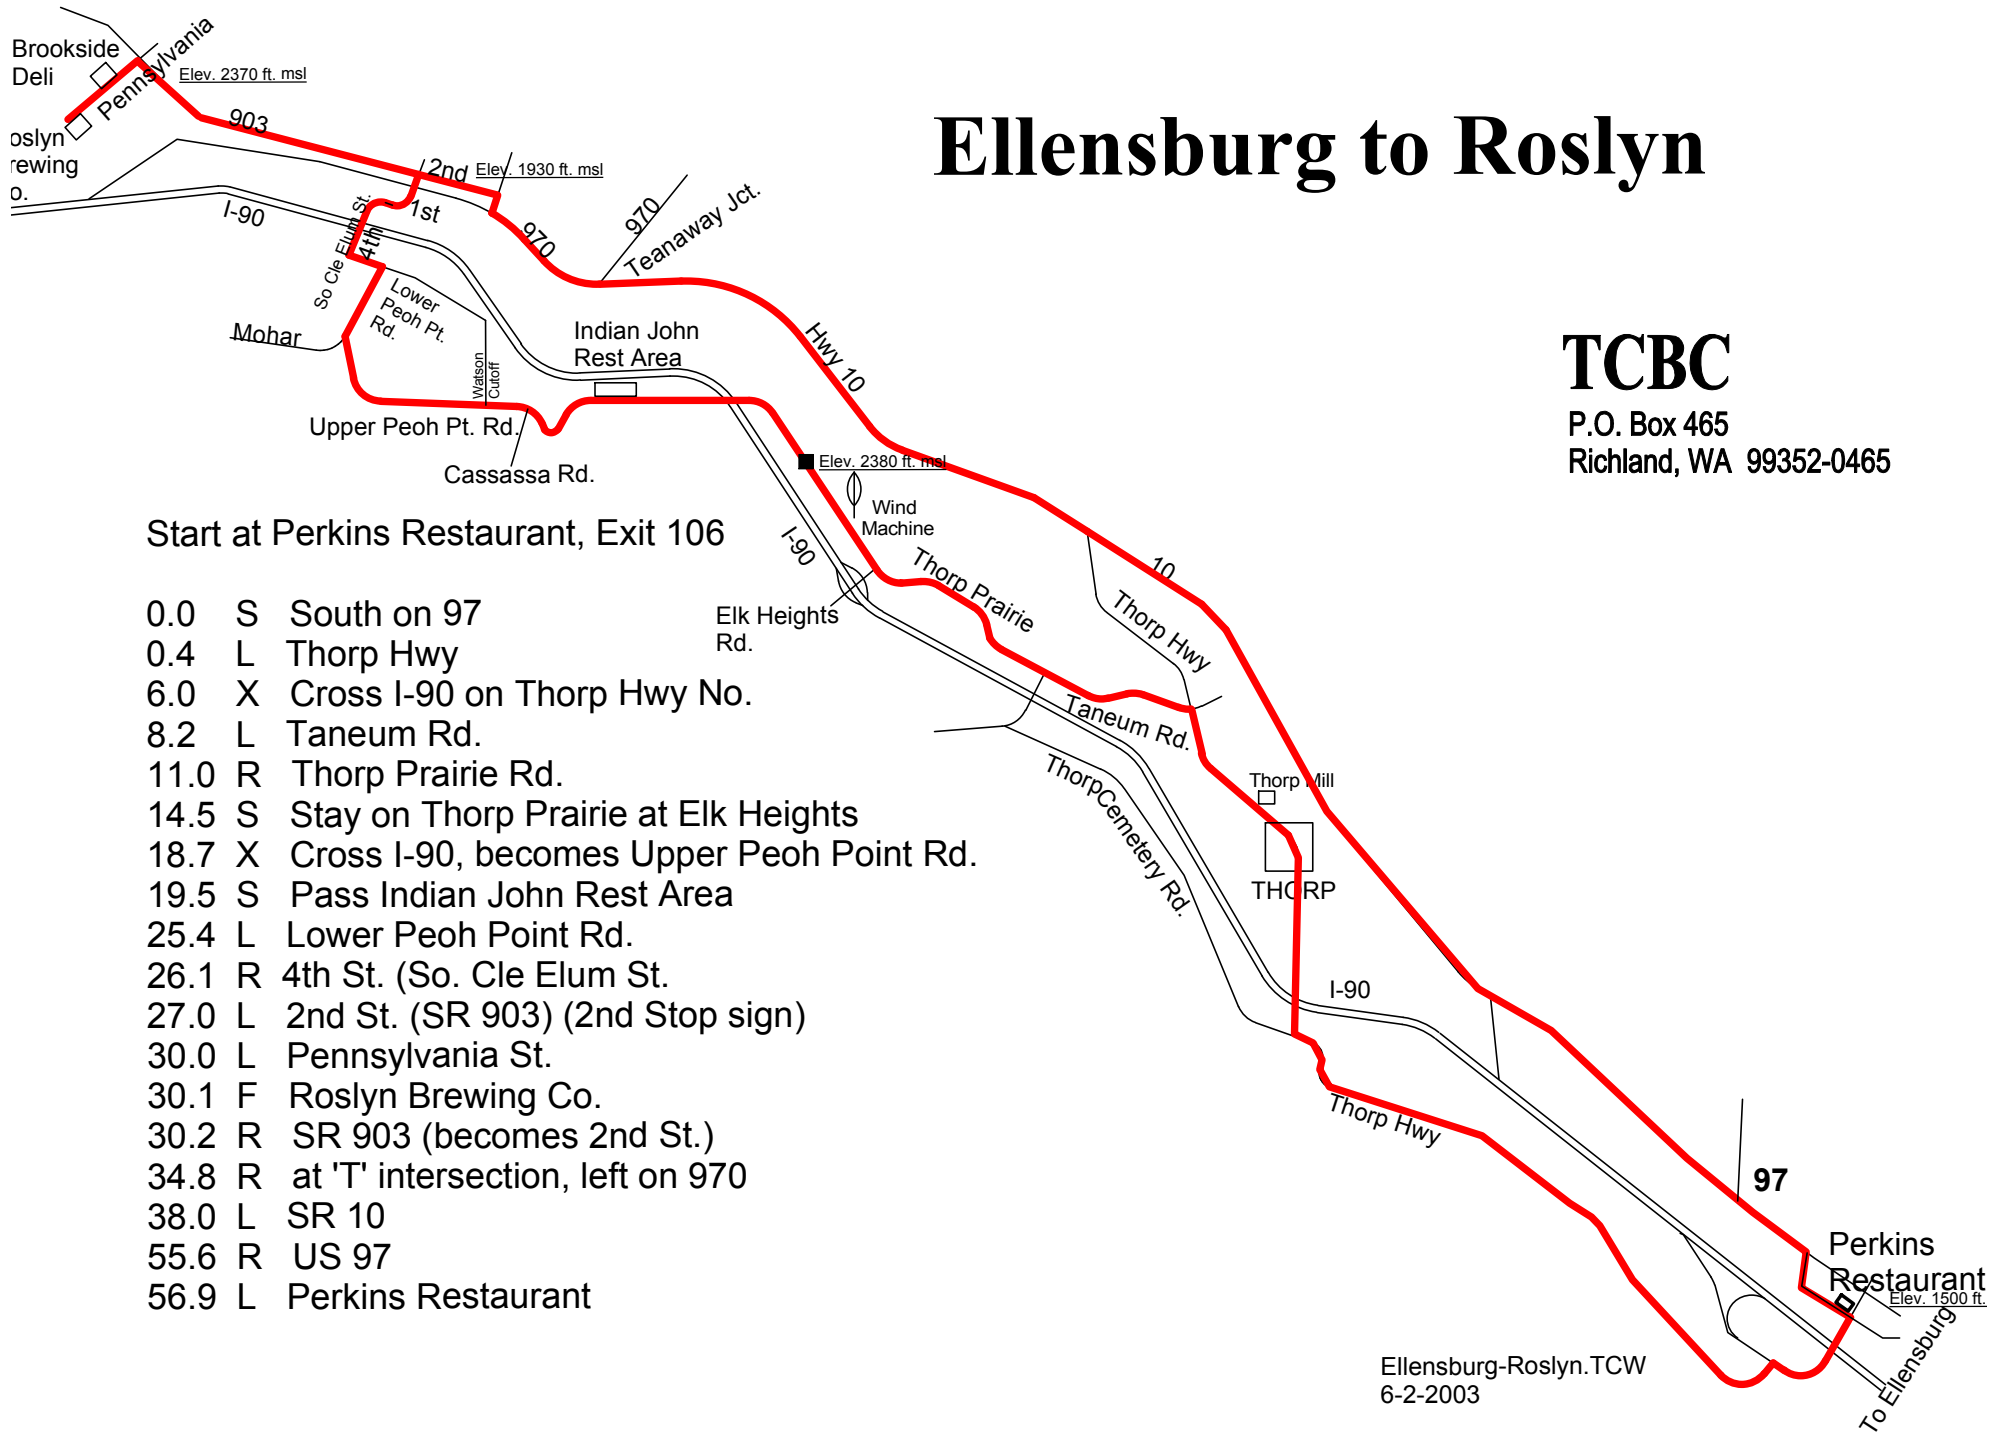 Ellensburg to Roslyn
TCBC
P.O. Box 465
Richland, WA 99352-0465
Brookside
Deli
Pennsylvania
Elev. 2370 ft. msl
oslyn
rewing
o.
903
2nd
Elev. 1930 ft. msl
1st
I-90
So Cle Elum St.
4th
970
970
Teanaway Jct.
Lower
Peoh Pt.
Rd.
Mohar
Watson
Cutoff
Indian John
Rest Area
Hwy 10
Upper Peoh Pt. Rd.
Cassassa Rd.
Elev. 2380 ft. msl
Wind
Machine
I-90
Thorp Prairie
Elk Heights
Rd.
10
Thorp Hwy
Taneum Rd.
Thorp Cemetery Rd.
Thorp Mill
THORP
I-90
Thorp Hwy
97
Perkins
Restaurant
Elev. 1500 ft.
To Ellensburg
Start at Perkins Restaurant, Exit 106
0.0 S South on 97
0.4 L Thorp Hwy
6.0 X Cross I-90 on Thorp Hwy No.
8.2 L Taneum Rd.
11.0 R Thorp Prairie Rd.
14.5 S Stay on Thorp Prairie at Elk Heights
18.7 X Cross I-90, becomes Upper Peoh Point Rd.
19.5 S Pass Indian John Rest Area
25.4 L Lower Peoh Point Rd.
26.1 R 4th St. (So. Cle Elum St.
27.0 L 2nd St. (SR 903) (2nd Stop sign)
30.0 L Pennsylvania St.
30.1 F Roslyn Brewing Co.
30.2 R SR 903 (becomes 2nd St.)
34.8 R at 'T' intersection, left on 970
38.0 L SR 10
55.6 R US 97
56.9 L Perkins Restaurant
Ellensburg-Roslyn.TCW
6-2-2003